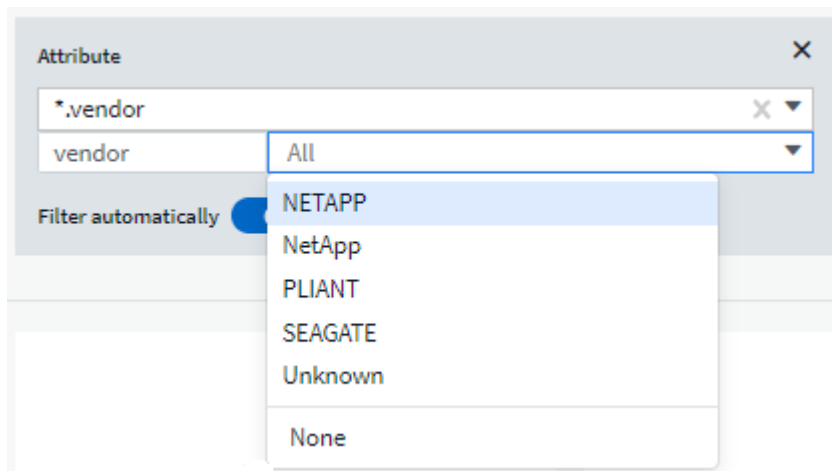 Attribute
*.vendor
vendor All
Filter automatically
NETAPP
NetApp
PLIANT
SEAGATE
Unknown
None